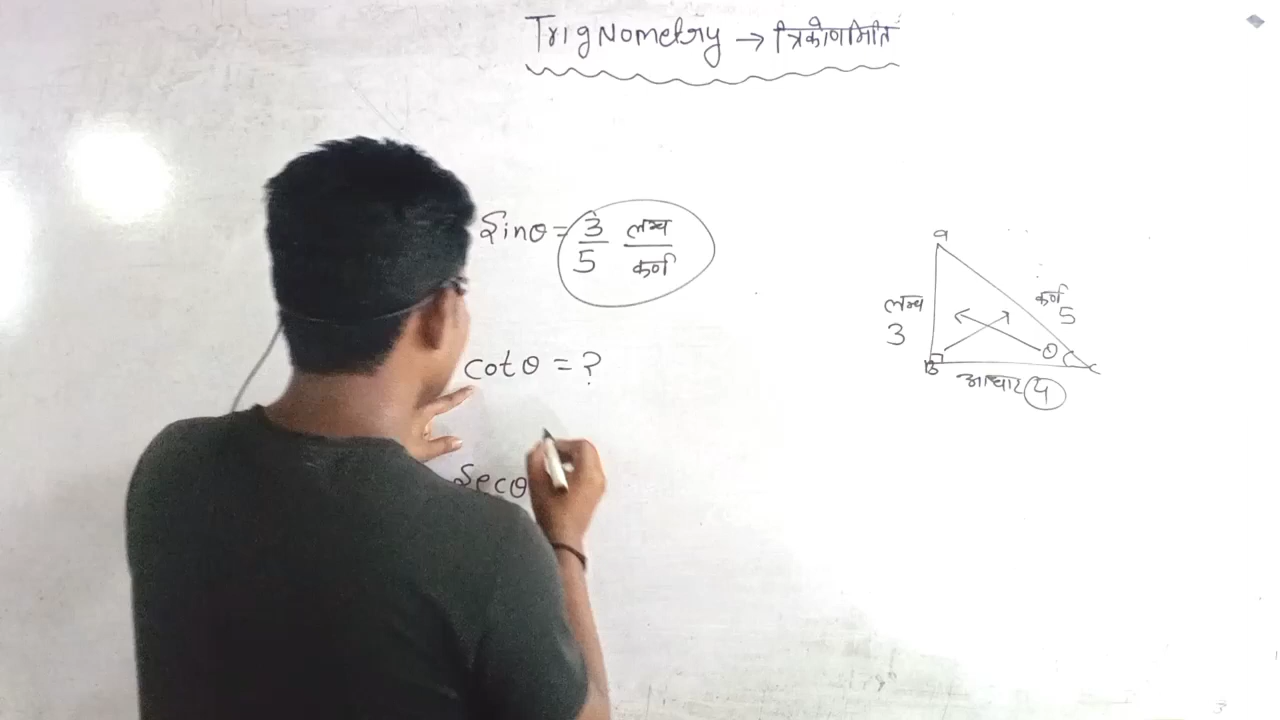 TrigNometry → त्रिकोणमिति
Sinθ = 3/5 लम्ब/कर्ण
cotθ = ?
Secθ
a
लम्ब
3
कर्ण
5
θ
B
c
आधार 4